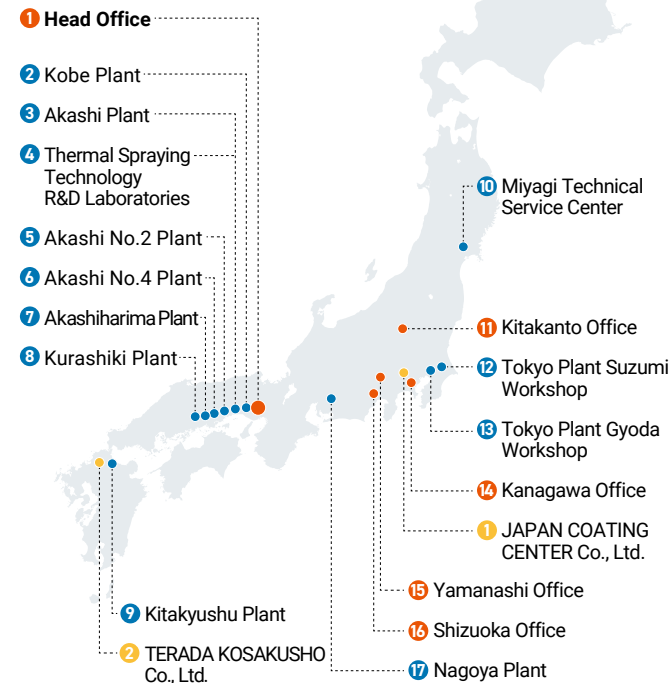 1 Head Office
2 Kobe Plant
3 Akashi Plant
4 Thermal Spraying
Technology
R&D Laboratories
5 Akashi No.2 Plant
6 Akashi No.4 Plant
7 Akashiharima Plant
8 Kurashiki Plant
9 Kitakyushu Plant
2 TERADA KOSAKUSHO
Co., Ltd.
10 Miyagi Technical
Service Center
11 Kitakanto Office
12 Tokyo Plant Suzumi
Workshop
13 Tokyo Plant Gyoda
Workshop
14 Kanagawa Office
1 JAPAN COATING
CENTER Co., Ltd.
15 Yamanashi Office
16 Shizuoka Office
17 Nagoya Plant